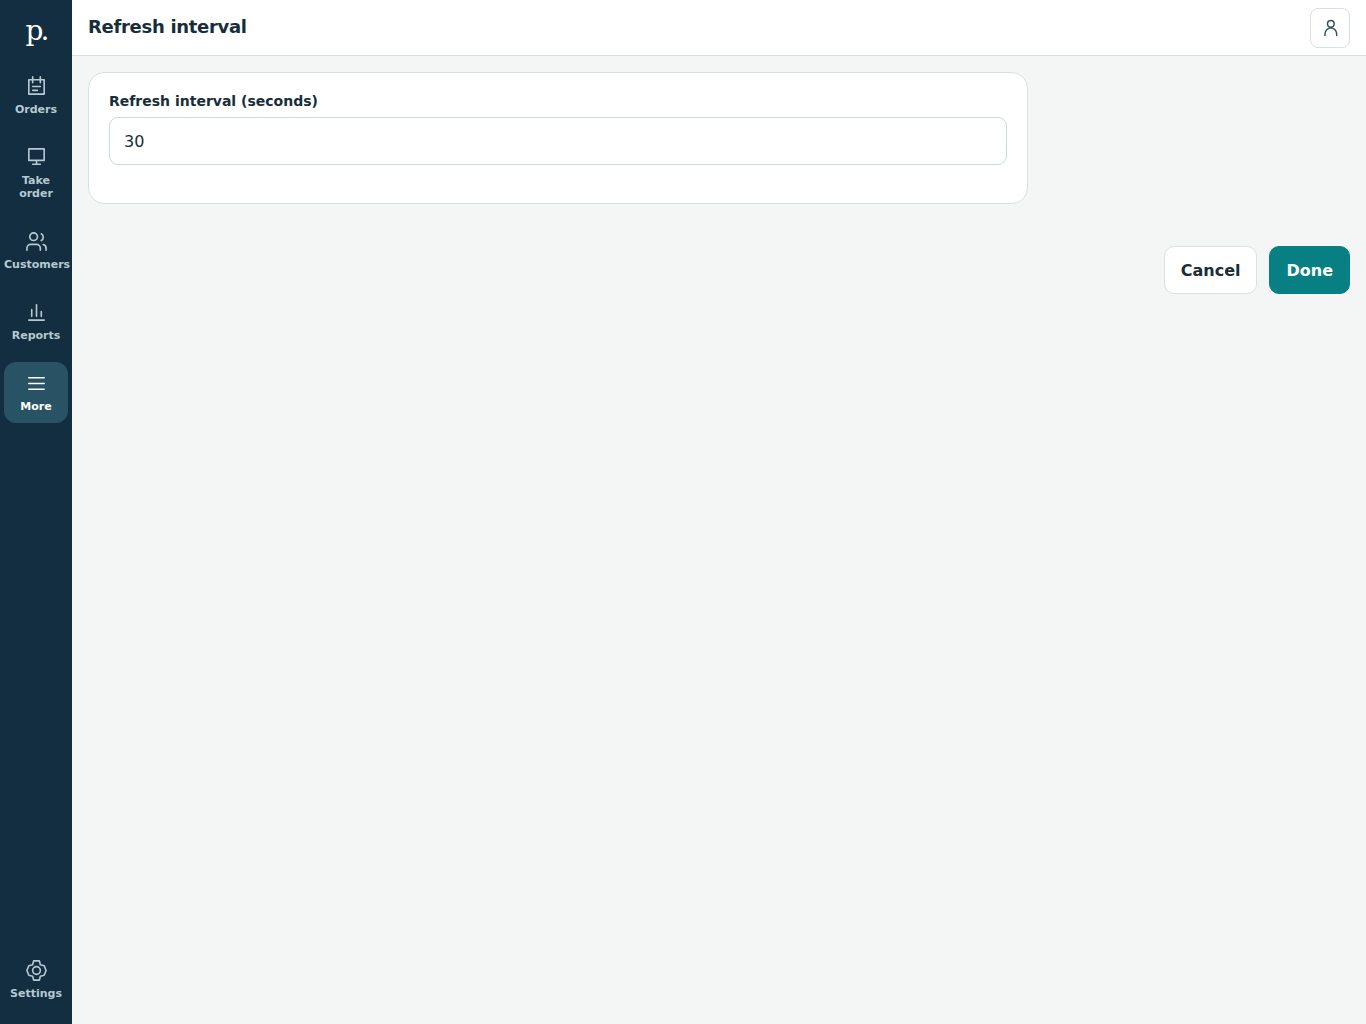 p.
Refresh interval
Orders
Take
order
Customers
Reports
More
Settings
Refresh interval (seconds)
30
Cancel
Done